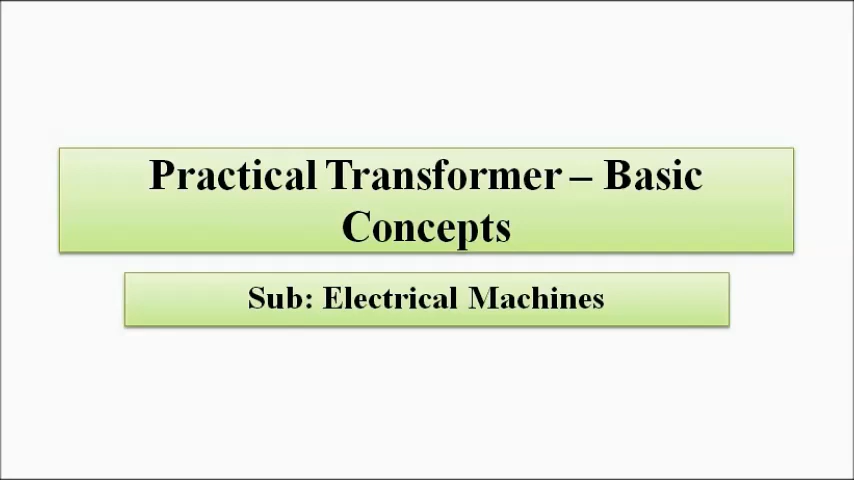 Practical Transformer – Basic
Concepts
Sub: Electrical Machines